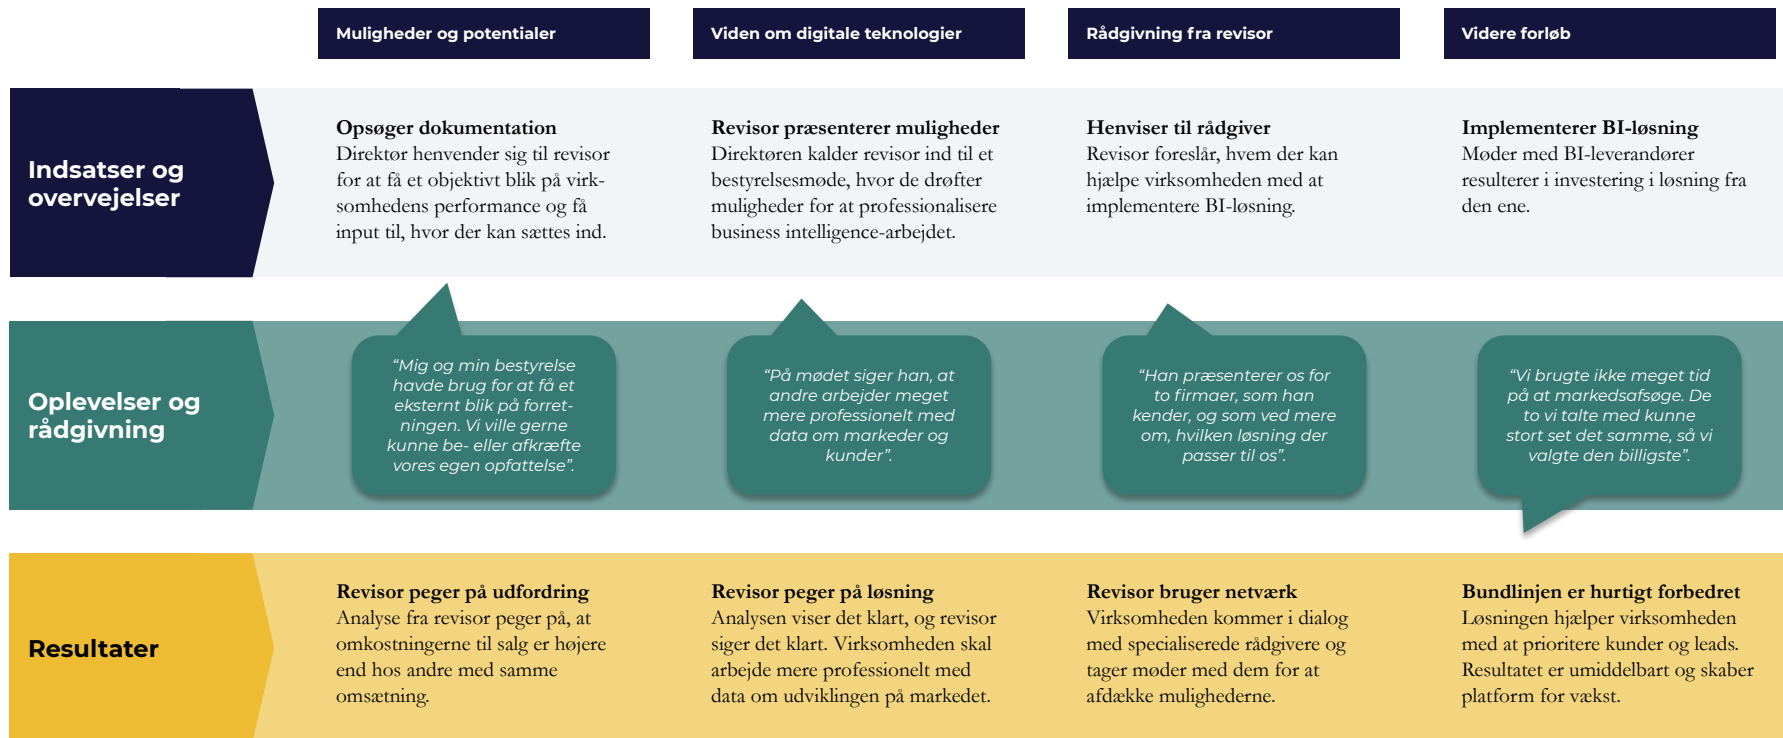 Muligheder og potentialer
Viden om digitale teknologier
Rådgivning fra revisor
Videre forløb
Indsatser og
overvejelser
Opsøger dokumentation
Direktør henvender sig til revisor
for at få et objektivt blik på virk-
somhedens performance og få
input til, hvor der kan sættes ind.
Revisor præsenterer muligheder
Direktøren kalder revisor ind til et
bestyrelsesmøde, hvor de drøfter
muligheder for at professionalisere
business intelligence-arbejdet.
Henviser til rådgiver
Revisor foreslår, hvem der kan
hjælpe virksomheden med at
implementere BI-løsning.
Implementerer BI-løsning
Møder med BI-leverandører
resulterer i investering i løsning fra
den ene.
Oplevelser og
rådgivning
“Mig og min bestyrelse
havde brug for at få et
eksternt blik på forret-
ningen. Vi ville gerne
kunne be- eller afkræfte
vores egen opfattelse”.
“På mødet siger han, at
andre arbejder meget
mere professionelt med
data om markeder og
kunder”.
“Han præsenterer os for
to firmaer, som han
kender, og som ved mere
om, hvilken løsning der
passer til os”.
“Vi brugte ikke meget tid
på at markedsafsøge. De
to vi talte med kunne
stort set det samme, så vi
valgte den billigste”.
Resultater
Revisor peger på udfordring
Analyse fra revisor peger på, at
omkostningerne til salg er højere
end hos andre med samme
omsætning.
Revisor peger på løsning
Analysen viser det klart, og revisor
siger det klart. Virksomheden skal
arbejde mere professionelt med
data om udviklingen på markedet.
Revisor bruger netværk
Virksomheden kommer i dialog
med specialiserede rådgivere og
tager møder med dem for at
afdække mulighederne.
Bundlinjen er hurtigt forbedret
Løsningen hjælper virksomheden
med at prioritere kunder og leads.
Resultatet er umiddelbart og skaber
platform for vækst.